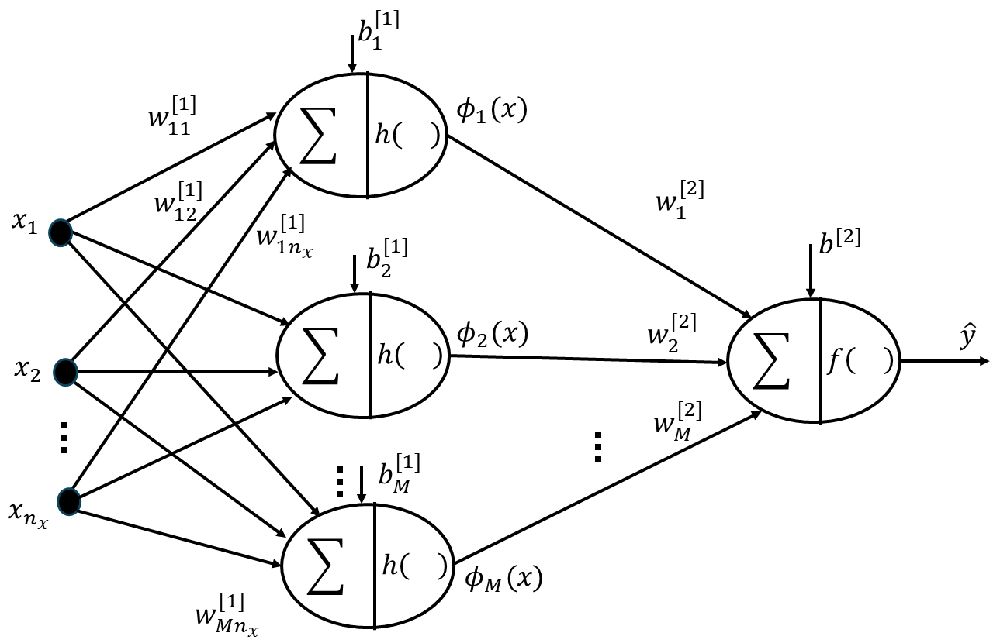 b_1^{[1]}
w_{11}^{[1]}
∑ h( )
ϕ_1(x)
w_{12}^{[1]}
w_1^{[2]}
x_1
w_{1n_x}^{[1]}
b_2^{[1]}
b^{[2]}
∑ h( )
ϕ_2(x)
w_2^{[2]}
∑ f( )
ŷ
x_2
w_M^{[2]}
b_M^{[1]}
x_{n_x}
∑ h( )
ϕ_M(x)
w_{Mn_x}^{[1]}